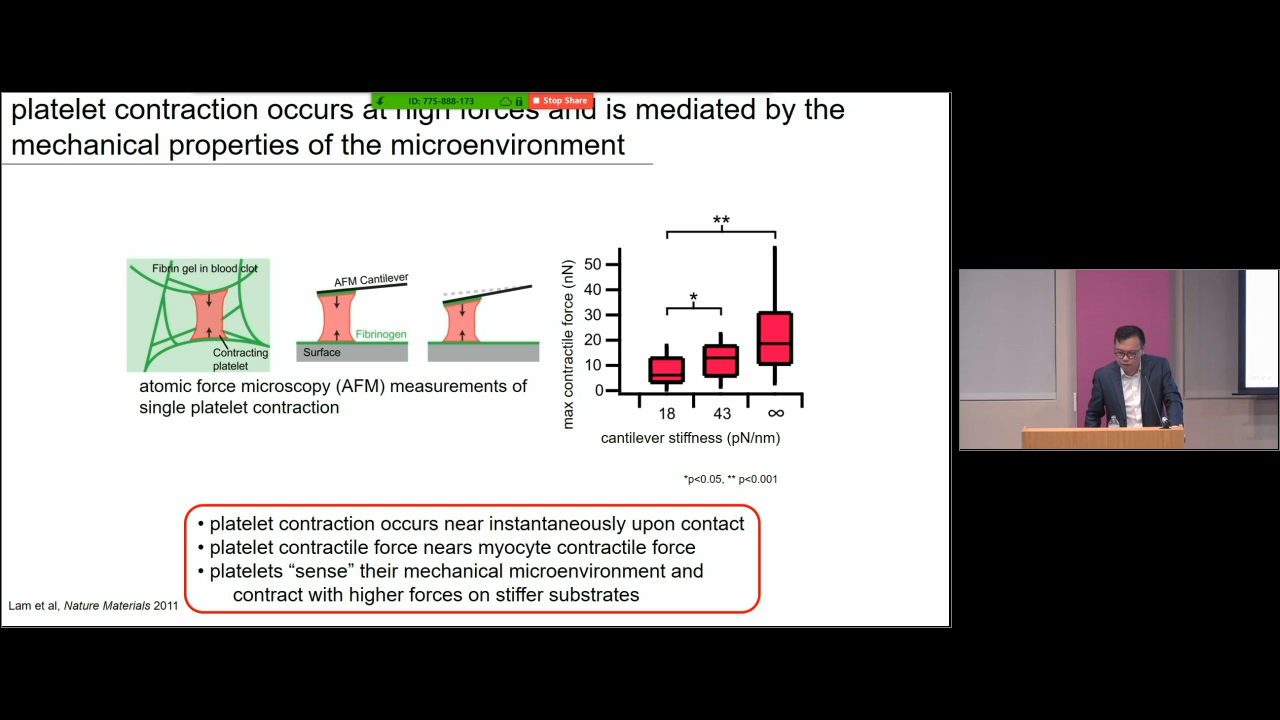 ID: 775-888-173
Stop Share
platelet contraction occurs at high forces and is mediated by the
mechanical properties of the microenvironment
Fibrin gel in blood clot
Contracting
platelet
AFM Cantilever
Fibrinogen
Surface
atomic force microscopy (AFM) measurements of
single platelet contraction
max contractile force (nN)
50
40
30
20
10
0
**
*
18 43 ∞
cantilever stiffness (pN/nm)
*p<0.05, ** p<0.001
• platelet contraction occurs near instantaneously upon contact
• platelet contractile force nears myocyte contractile force
• platelets “sense” their mechanical microenvironment and
contract with higher forces on stiffer substrates
Lam et al, Nature Materials 2011